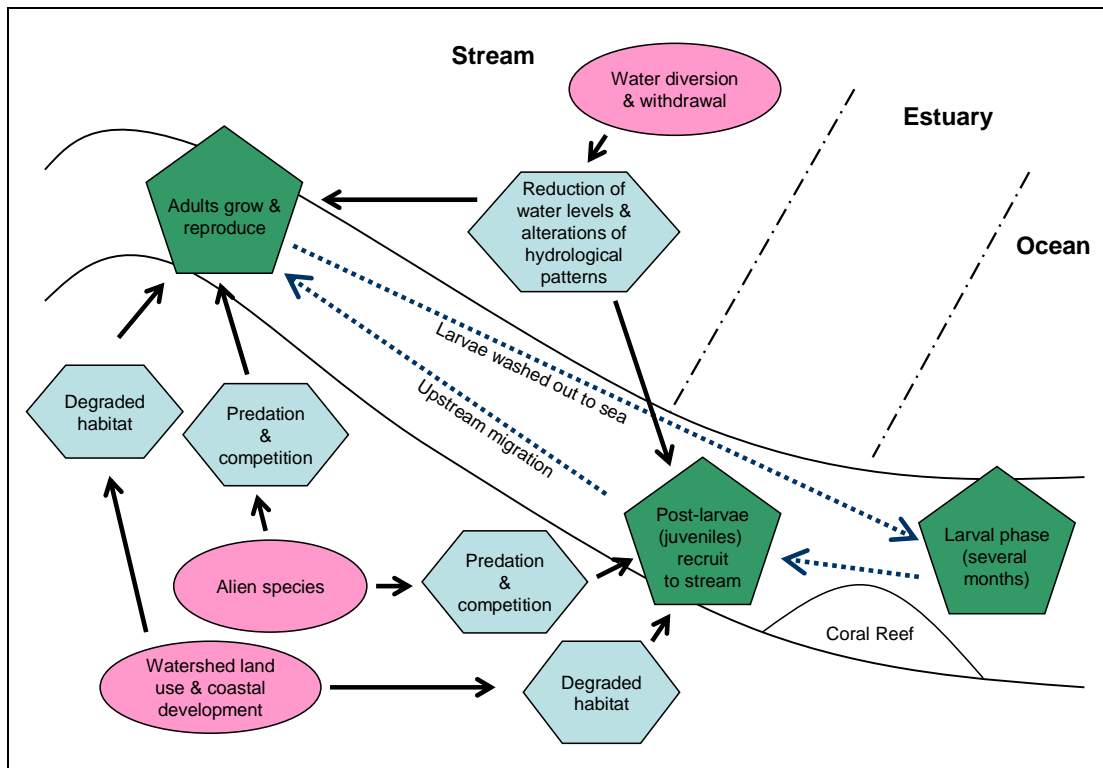 Stream
Water diversion
& withdrawal
Estuary
Ocean
Adults grow &
reproduce
Reduction of
water levels &
alterations of
hydrological
patterns
Larvae washed out to sea
Upstream migration
Degraded
habitat
Predation
&
competition
Post-larvae
(juveniles)
recruit
to stream
Larval phase
(several
months)
Alien species
Predation
&
competition
Coral Reef
Watershed land
use & coastal
development
Degraded
habitat